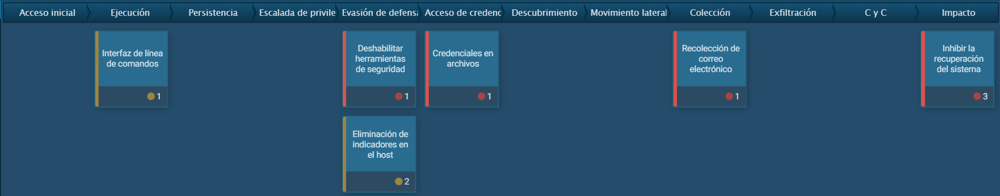 Acceso inicial
Ejecución
Persistencia
Escalada de privile
Evasión de defensa
Acceso de credenc
Descubrimiento
Movimiento lateral
Colección
Exfiltración
C y C
Impacto
Interfaz de línea
de comandos
1
Deshabilitar
herramientas
de seguridad
1
Eliminación de
indicadores en
el host
2
Credenciales en
archivos
1
Recolección de
correo
electrónico
1
Inhibir la
recuperación
del sistema
3